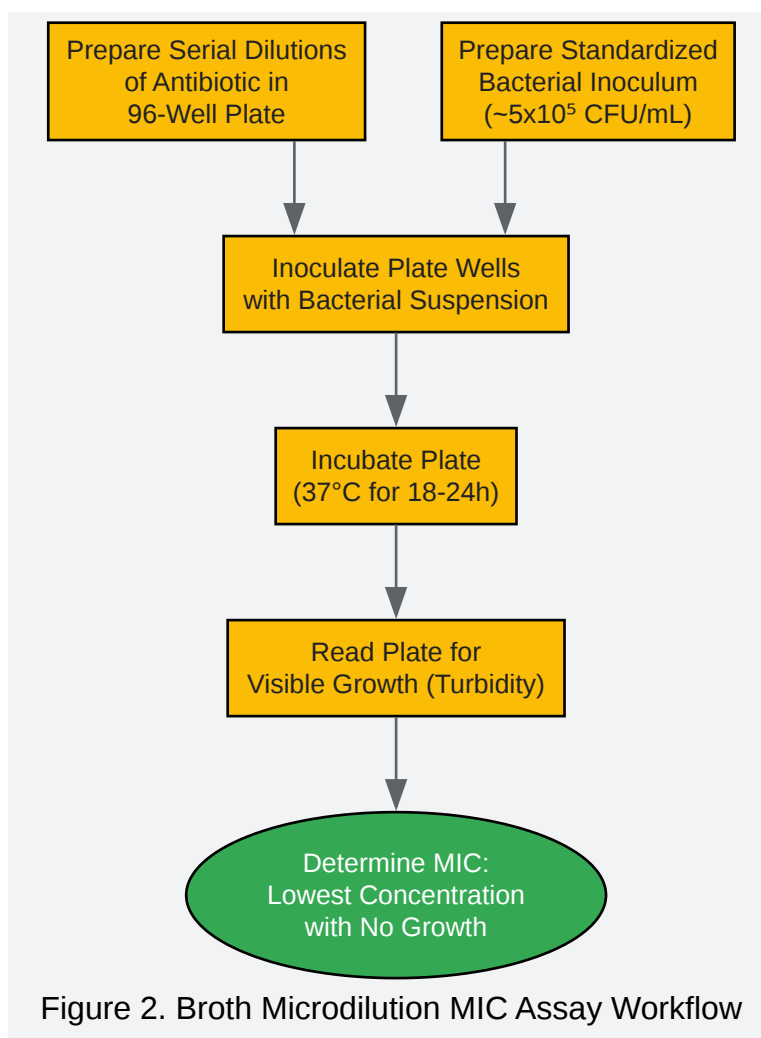 Prepare Serial Dilutions
of Antibiotic in
96-Well Plate
Prepare Standardized
Bacterial Inoculum
(~5x10⁵ CFU/mL)
Inoculate Plate Wells
with Bacterial Suspension
Incubate Plate
(37°C for 18-24h)
Read Plate for
Visible Growth (Turbidity)
Determine MIC:
Lowest Concentration
with No Growth
Figure 2. Broth Microdilution MIC Assay Workflow